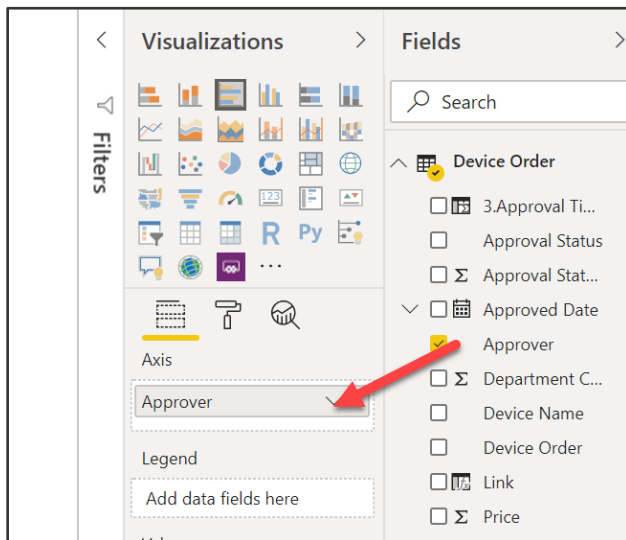 Filters
Visualizations
123
R
Py
Axis
Approver
Legend
Add data fields here
Fields
Search
Device Order
3.Approval Ti...
Approval Status
Σ Approval Stat...
Approved Date
Approver
Σ Department C...
Device Name
Device Order
Link
Σ Price